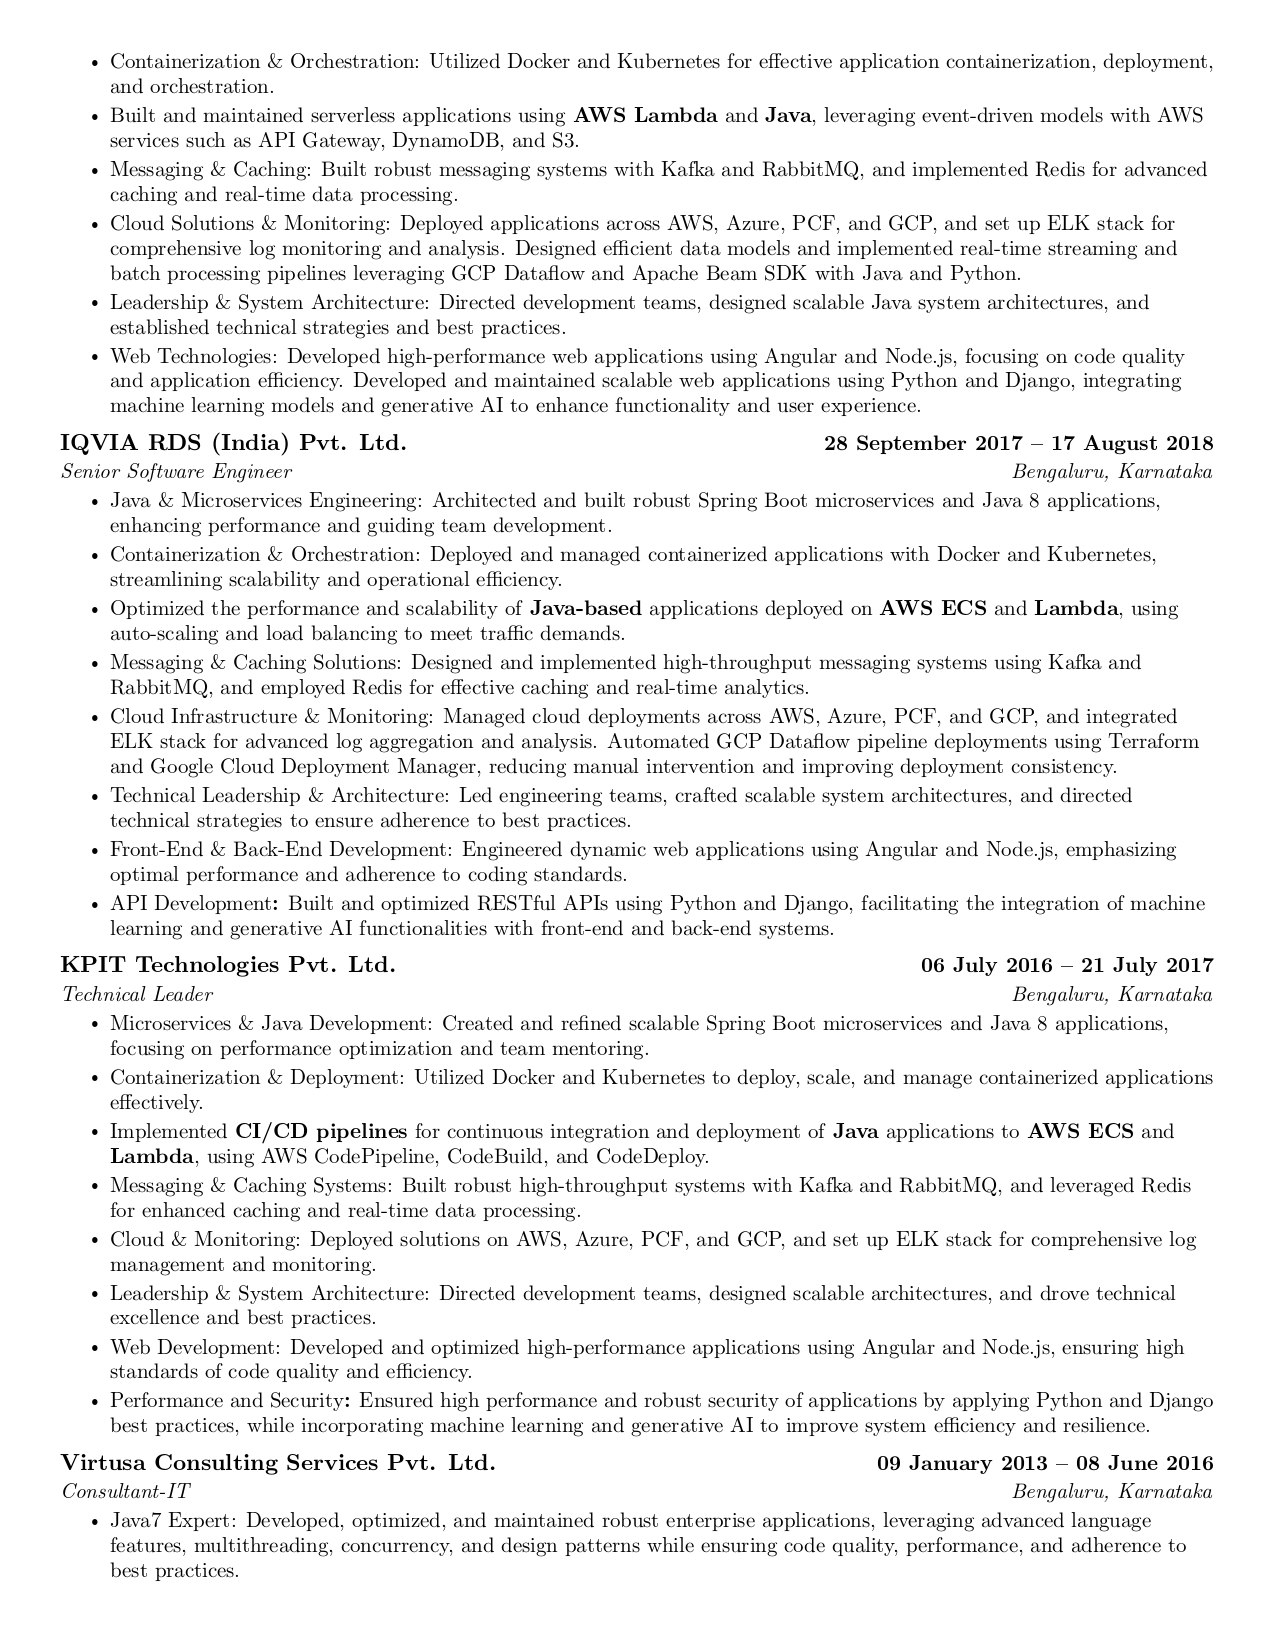 • Containerization & Orchestration: Utilized Docker and Kubernetes for effective application containerization, deployment,
and orchestration.
• Built and maintained serverless applications using AWS Lambda and Java, leveraging event-driven models with AWS
services such as API Gateway, DynamoDB, and S3.
• Messaging & Caching: Built robust messaging systems with Kafka and RabbitMQ, and implemented Redis for advanced
caching and real-time data processing.
• Cloud Solutions & Monitoring: Deployed applications across AWS, Azure, PCF, and GCP, and set up ELK stack for
comprehensive log monitoring and analysis. Designed efficient data models and implemented real-time streaming and
batch processing pipelines leveraging GCP Dataflow and Apache Beam SDK with Java and Python.
• Leadership & System Architecture: Directed development teams, designed scalable Java system architectures, and
established technical strategies and best practices.
• Web Technologies: Developed high-performance web applications using Angular and Node.js, focusing on code quality
and application efficiency. Developed and maintained scalable web applications using Python and Django, integrating
machine learning models and generative AI to enhance functionality and user experience.
IQVIA RDS (India) Pvt. Ltd. 28 September 2017 – 17 August 2018
Senior Software Engineer Bengaluru, Karnataka
• Java & Microservices Engineering: Architected and built robust Spring Boot microservices and Java 8 applications,
enhancing performance and guiding team development.
• Containerization & Orchestration: Deployed and managed containerized applications with Docker and Kubernetes,
streamlining scalability and operational efficiency.
• Optimized the performance and scalability of Java-based applications deployed on AWS ECS and Lambda, using
auto-scaling and load balancing to meet traffic demands.
• Messaging & Caching Solutions: Designed and implemented high-throughput messaging systems using Kafka and
RabbitMQ, and employed Redis for effective caching and real-time analytics.
• Cloud Infrastructure & Monitoring: Managed cloud deployments across AWS, Azure, PCF, and GCP, and integrated
ELK stack for advanced log aggregation and analysis. Automated GCP Dataflow pipeline deployments using Terraform
and Google Cloud Deployment Manager, reducing manual intervention and improving deployment consistency.
• Technical Leadership & Architecture: Led engineering teams, crafted scalable system architectures, and directed
technical strategies to ensure adherence to best practices.
• Front-End & Back-End Development: Engineered dynamic web applications using Angular and Node.js, emphasizing
optimal performance and adherence to coding standards.
• API Development: Built and optimized RESTful APIs using Python and Django, facilitating the integration of machine
learning and generative AI functionalities with front-end and back-end systems.
KPIT Technologies Pvt. Ltd. 06 July 2016 – 21 July 2017
Technical Leader Bengaluru, Karnataka
• Microservices & Java Development: Created and refined scalable Spring Boot microservices and Java 8 applications,
focusing on performance optimization and team mentoring.
• Containerization & Deployment: Utilized Docker and Kubernetes to deploy, scale, and manage containerized applications
effectively.
• Implemented CI/CD pipelines for continuous integration and deployment of Java applications to AWS ECS and
Lambda, using AWS CodePipeline, CodeBuild, and CodeDeploy.
• Messaging & Caching Systems: Built robust high-throughput systems with Kafka and RabbitMQ, and leveraged Redis
for enhanced caching and real-time data processing.
• Cloud & Monitoring: Deployed solutions on AWS, Azure, PCF, and GCP, and set up ELK stack for comprehensive log
management and monitoring.
• Leadership & System Architecture: Directed development teams, designed scalable architectures, and drove technical
excellence and best practices.
• Web Development: Developed and optimized high-performance applications using Angular and Node.js, ensuring high
standards of code quality and efficiency.
• Performance and Security: Ensured high performance and robust security of applications by applying Python and Django
best practices, while incorporating machine learning and generative AI to improve system efficiency and resilience.
Virtusa Consulting Services Pvt. Ltd. 09 January 2013 – 08 June 2016
Consultant-IT Bengaluru, Karnataka
• Java7 Expert: Developed, optimized, and maintained robust enterprise applications, leveraging advanced language
features, multithreading, concurrency, and design patterns while ensuring code quality, performance, and adherence to
best practices.